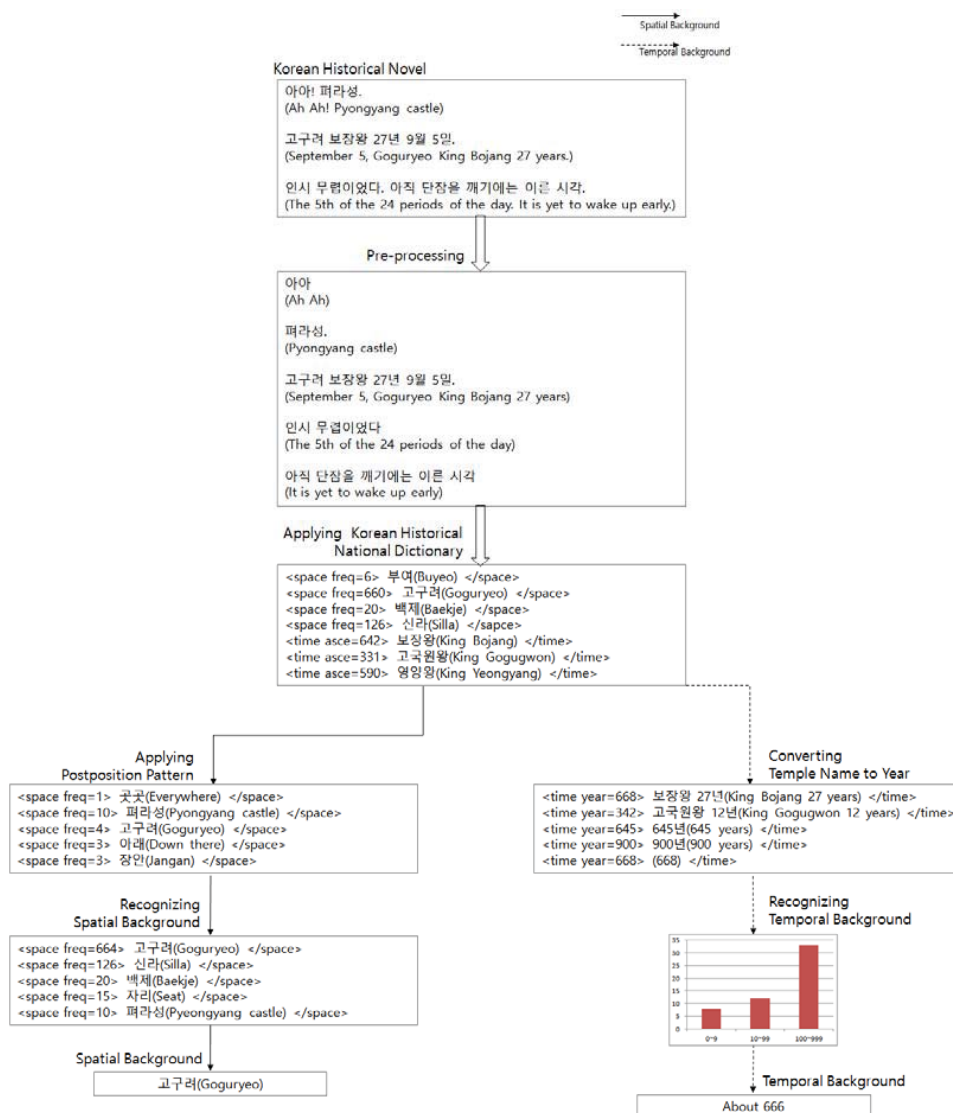 Spatial Background
Temporal Background
Korean Historical Novel
아아! 펴라성.
(Ah Ah! Pyongyang castle)
고구려 보장왕 27년 9월 5일.
(September 5, Goguryeo King Bojang 27 years.)
인시 무렵이었다. 아직 단잠을 깨기에는 이른 시각.
(The 5th of the 24 periods of the day. It is yet to wake up early.)
Pre-processing
아아
(Ah Ah)
펴라성.
(Pyongyang castle)
고구려 보장왕 27년 9월 5일.
(September 5, Goguryeo King Bojang 27 years)
인시 무렵이었다
(The 5th of the 24 periods of the day)
아직 단잠을 깨기에는 이른 시각
(It is yet to wake up early)
Applying Korean Historical
National Dictionary
<space freq=6> 부여(Buyeo) </space>
<space freq=660> 고구려(Goguryeo) </space>
<space freq=20> 백제(Baekje) </space>
<space freq=126> 신라(Silla) </sapce>
<time asce=642> 보장왕(King Bojang) </time>
<time asce=331> 고국원왕(King Gogugwon) </time>
<time asce=590> 영양왕(King Yeongyang) </time>
Applying
Postposition Pattern
<space freq=1> 곳곳(Everywhere) </space>
<space freq=10> 펴라성(Pyongyang castle) </space>
<space freq=4> 고구려(Goguryeo) </space>
<space freq=3> 아래(Down there) </space>
<space freq=3> 장안(Jangan) </space>
Recognizing
Spatial Background
<space freq=664> 고구려(Goguryeo) </space>
<space freq=126> 신라(Silla) </space>
<space freq=20> 백제(Baekje) </space>
<space freq=15> 자리(Seat) </space>
<space freq=10> 펴라성(Pyeongyang castle) </space>
Spatial Background
고구려(Goguryeo)
Converting
Temple Name to Year
<time year=668> 보장왕 27년(King Bojang 27 years) </time>
<time year=342> 고국원왕 12년(King Gogugwon 12 years) </time>
<time year=645> 645년(645 years) </time>
<time year=900> 900년(900 years) </time>
<time year=668> (668) </time>
Recognizing
Temporal Background
35
30
25
20
15
10
5
0
0~9 10~99 100~999
Temporal Background
About 666